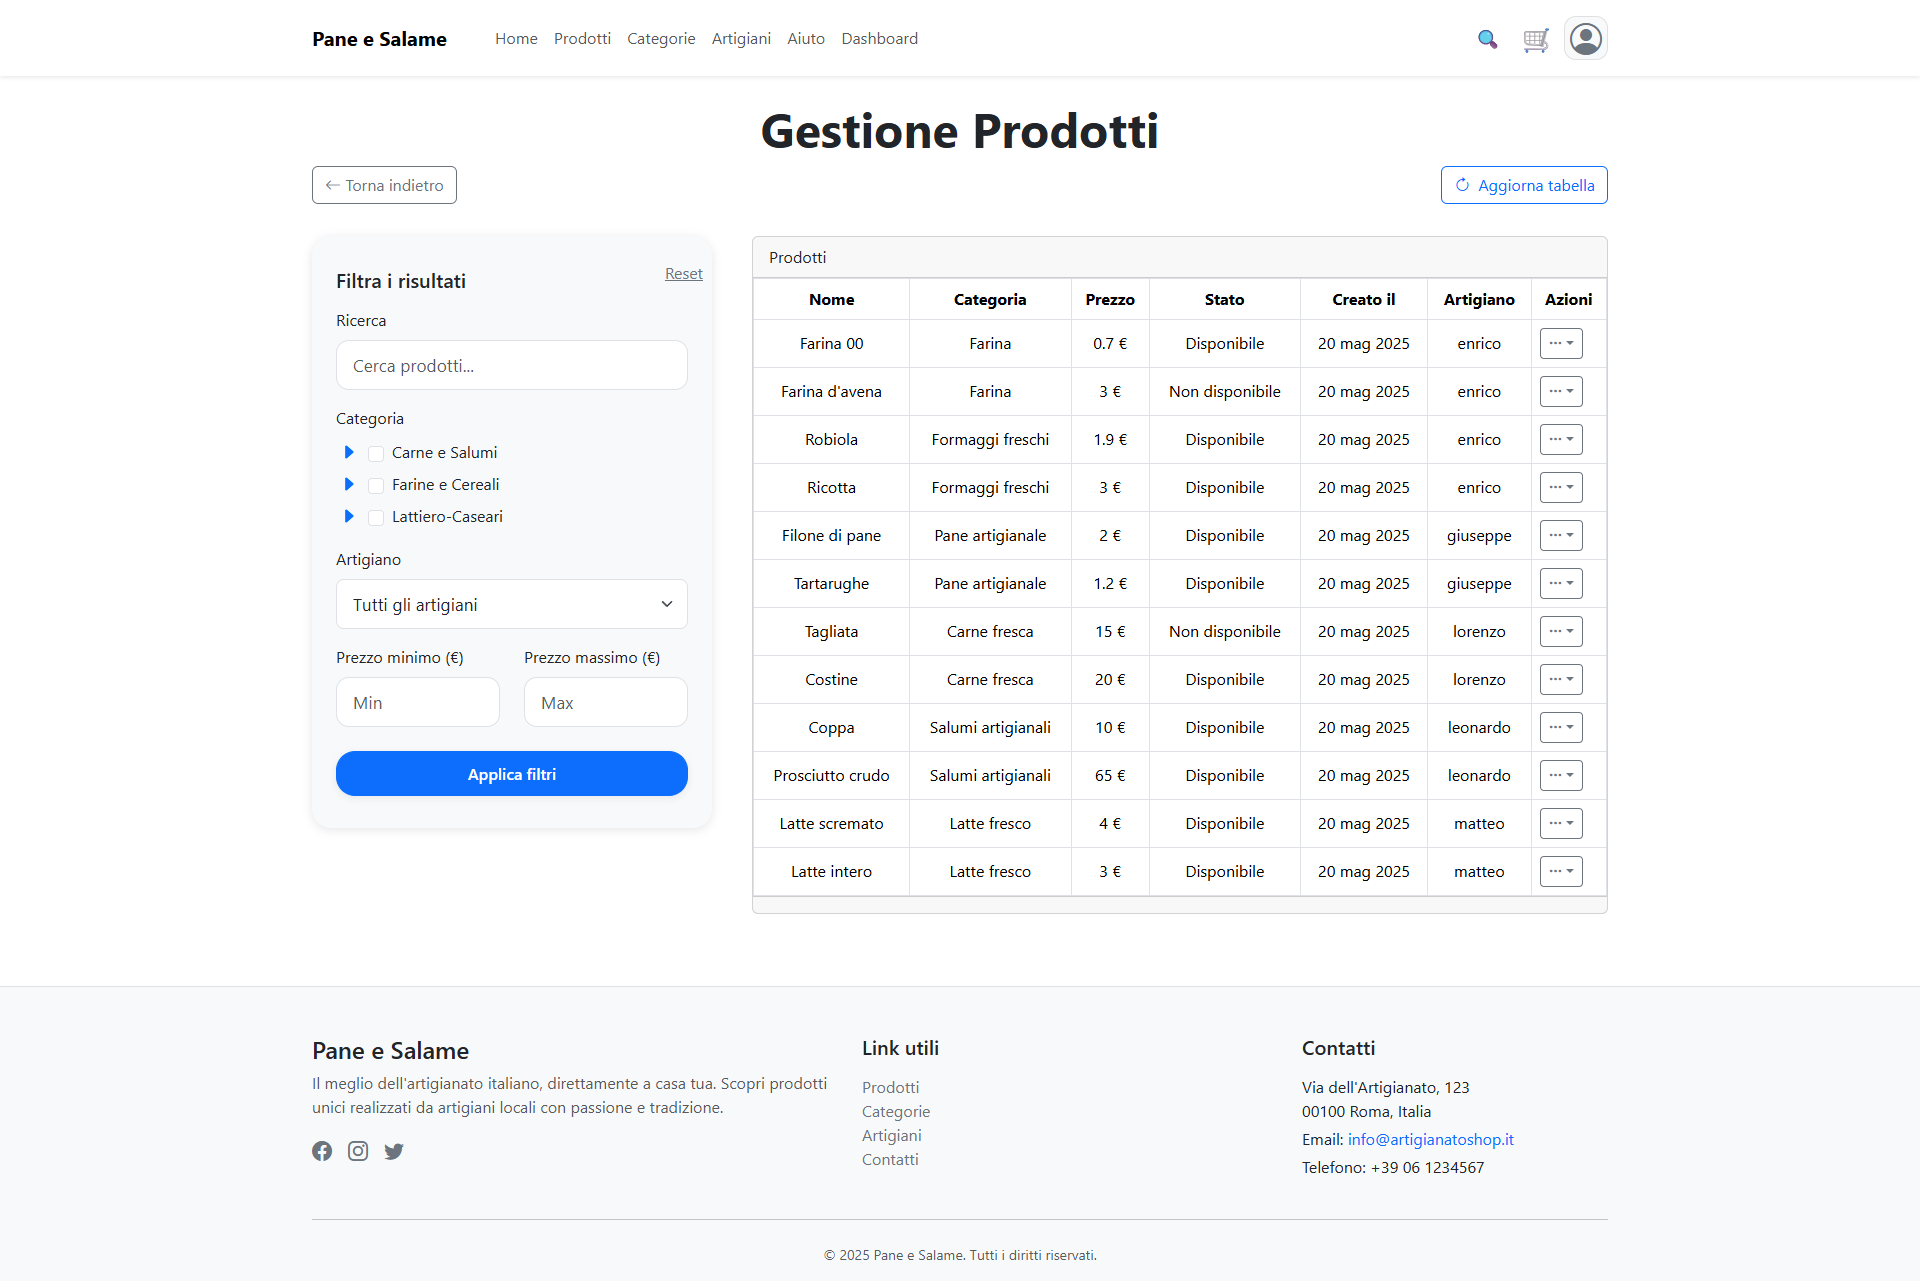 Pane e Salame Home Prodotti Categorie Artigiani Aiuto Dashboard
Gestione Prodotti
Torna indietro
Aggiorna tabella
Filtra i risultati
Reset
Ricerca
Cerca prodotti...
Categoria
Carne e Salumi
Farine e Cereali
Lattiero-Caseari
Artigiano
Tutti gli artigiani
Prezzo minimo (€) Prezzo massimo (€)
Min Max
Applica filtri
Prodotti
Nome Categoria Prezzo Stato Creato il Artigiano Azioni
Farina 00 Farina 0.7 € Disponibile 20 mag 2025 enrico
Farina d'avena Farina 3 € Non disponibile 20 mag 2025 enrico
Robiola Formaggi freschi 1.9 € Disponibile 20 mag 2025 enrico
Ricotta Formaggi freschi 3 € Disponibile 20 mag 2025 enrico
Filone di pane Pane artigianale 2 € Disponibile 20 mag 2025 giuseppe
Tartarughe Pane artigianale 1.2 € Disponibile 20 mag 2025 giuseppe
Tagliata Carne fresca 15 € Non disponibile 20 mag 2025 lorenzo
Costine Carne fresca 20 € Disponibile 20 mag 2025 lorenzo
Coppa Salumi artigianali 10 € Disponibile 20 mag 2025 leonardo
Prosciutto crudo Salumi artigianali 65 € Disponibile 20 mag 2025 leonardo
Latte scremato Latte fresco 4 € Disponibile 20 mag 2025 matteo
Latte intero Latte fresco 3 € Disponibile 20 mag 2025 matteo
Pane e Salame
Il meglio dell'artigianato italiano, direttamente a casa tua. Scopri prodotti
unici realizzati da artigiani locali con passione e tradizione.
Link utili
Prodotti
Categorie
Artigiani
Contatti
Contatti
Via dell'Artigianato, 123
00100 Roma, Italia
Email: info@artigianatoshop.it
Telefono: +39 06 1234567
© 2025 Pane e Salame. Tutti i diritti riservati.